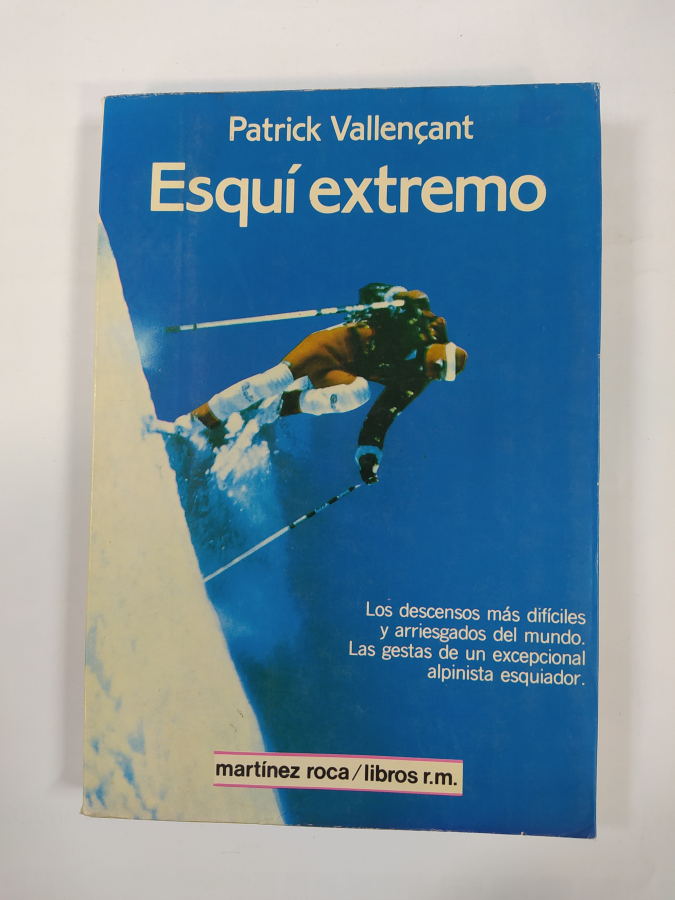 Patrick Vallençant
Esquí extremo
Los descensos más difíciles
y arriesgados del mundo.
Las gestas de un excepcional
alpinista esquiador.
martínez roca/libros r.m.